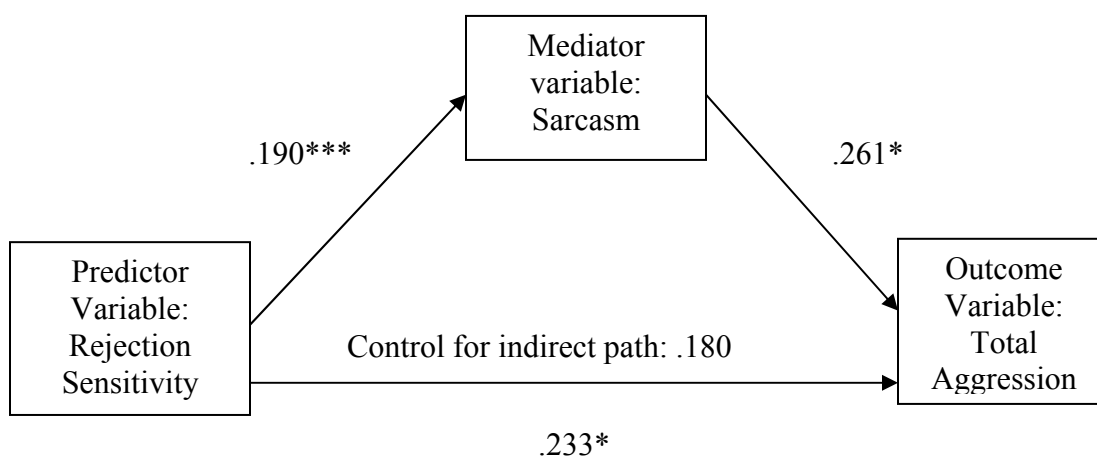 Mediator
variable:
Sarcasm
.190***
.261*
Predictor
Variable:
Rejection
Sensitivity
Control for indirect path: .180
Outcome
Variable:
Total
Aggression
.233*